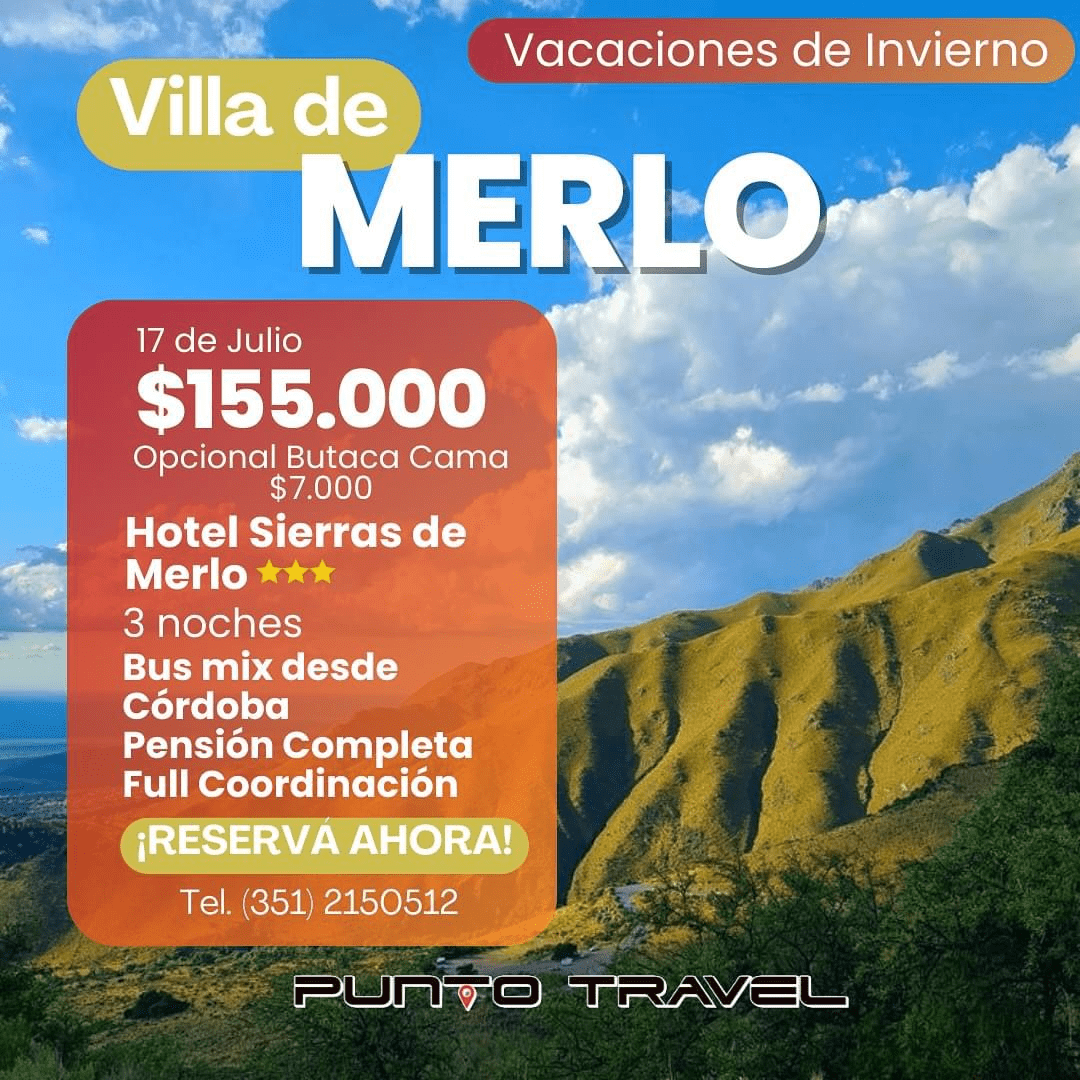 Vacaciones de Invierno
Villa de
MERLO
17 de Julio
$155.000
Opcional Butaca Cama
$7.000
Hotel Sierras de
Merlo
3 noches
Bus mix desde
Córdoba
Pensión Completa
Full Coordinación
¡RESERVÁ AHORA!
Tel. (351) 2150512
PUNTO TRAVEL